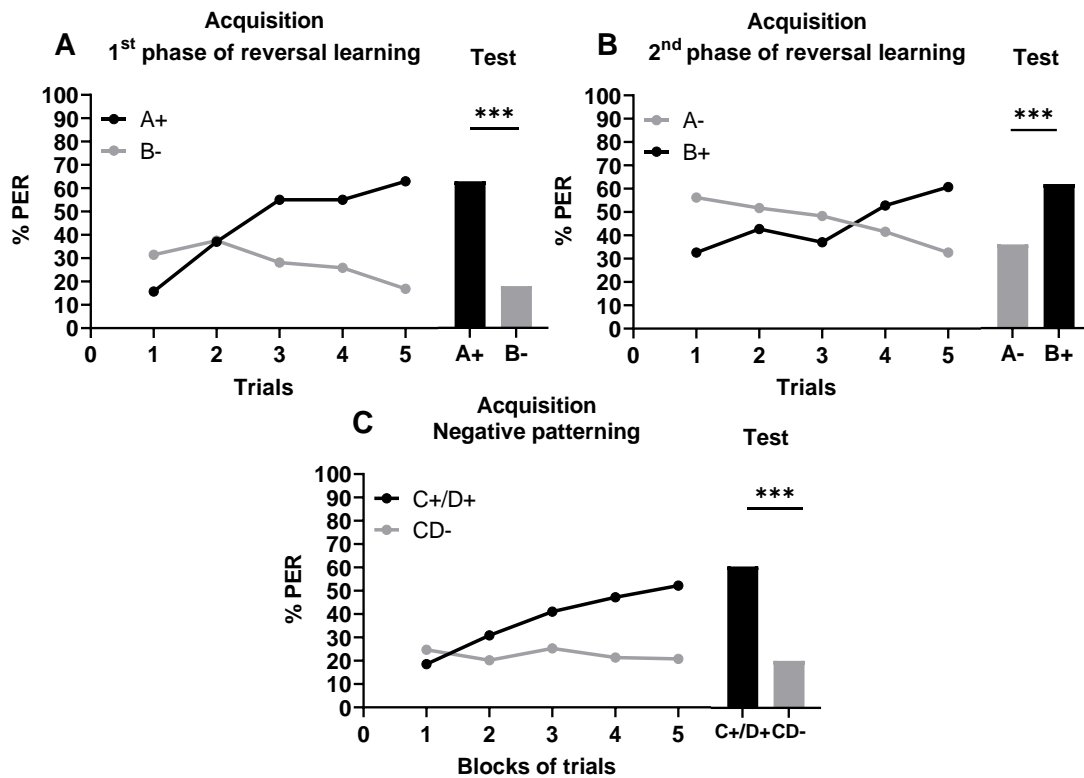 A
Acquisition
1st phase of reversal learning
Test
% PER
100
90
80
70
60
50
40
30
20
10
0
A+
B-
***
0 1 2 3 4 5
A+ B-
Trials
B
Acquisition
2nd phase of reversal learning
Test
% PER
100
90
80
70
60
50
40
30
20
10
0
A-
B+
***
0 1 2 3 4 5
A- B+
Trials
C
Acquisition
Negative patterning
Test
% PER
100
90
80
70
60
50
40
30
20
10
0
C+/D+
CD-
***
0 1 2 3 4 5
C+/D+ CD-
Blocks of trials